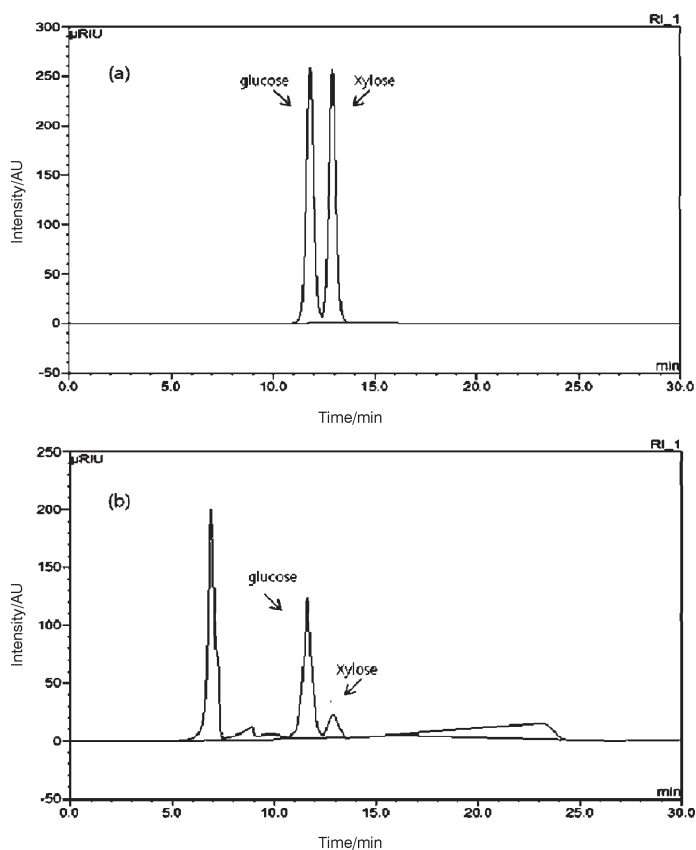 RI_1
300
µRIU
(a)
glucose
Xylose
250
200
150
100
50
0
-50
min
0.0 5.0 10.0 15.0 20.0 25.0 30.0
Intensity/AU
Time/min
RI_1
250
µRIU
(b)
200
glucose
150
Xylose
100
50
0
-50
min
0.0 5.0 10.0 15.0 20.0 25.0 30.0
Intensity/AU
Time/min